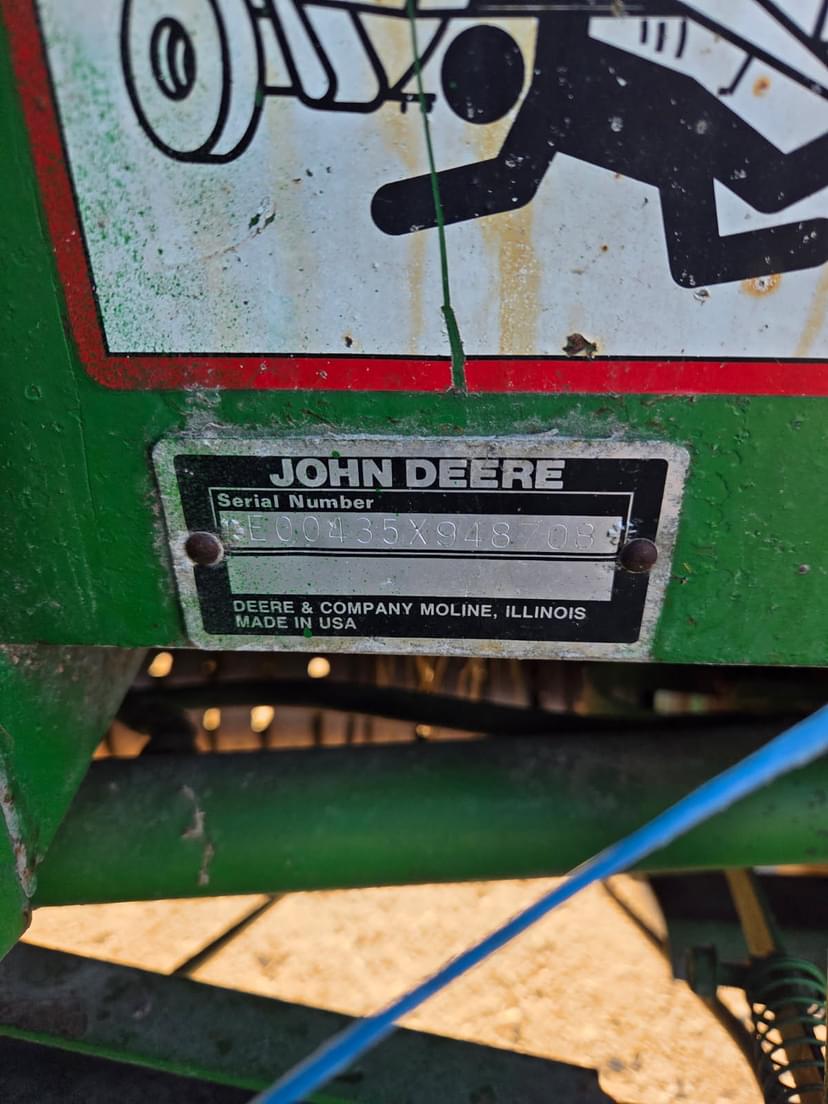 JOHN DEERE
Serial Number
*E00435X948708*
DEERE & COMPANY MOLINE, ILLINOIS
MADE IN USA